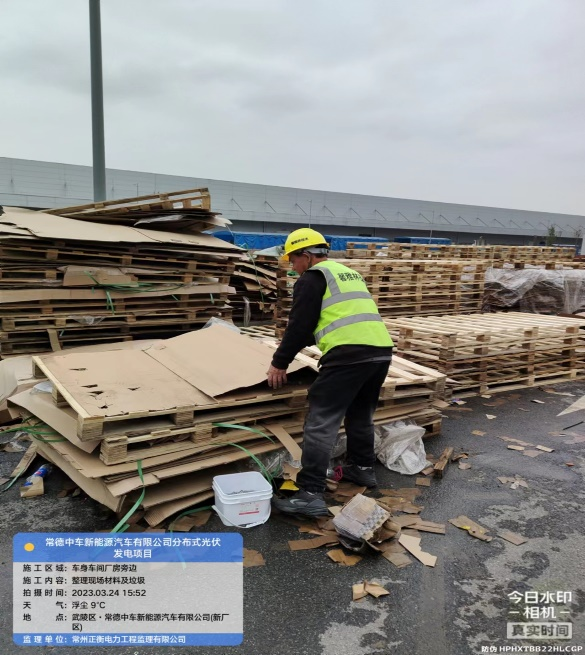 常德中车新能源汽车有限公司分布式光伏
发电项目
施工区域: 车身车间厂房旁边
施工内容: 整理现场材料及垃圾
拍摄时间: 2023.03.24 15:52
天气: 浮尘 9℃
地点: 武陵区·常德中车新能源汽车有限公司(新厂
区)
监理单位: 常州正衡电力工程监理有限公司
今日水印
-相机-
真实时间
防伪 HPHXTBB22HLCGP